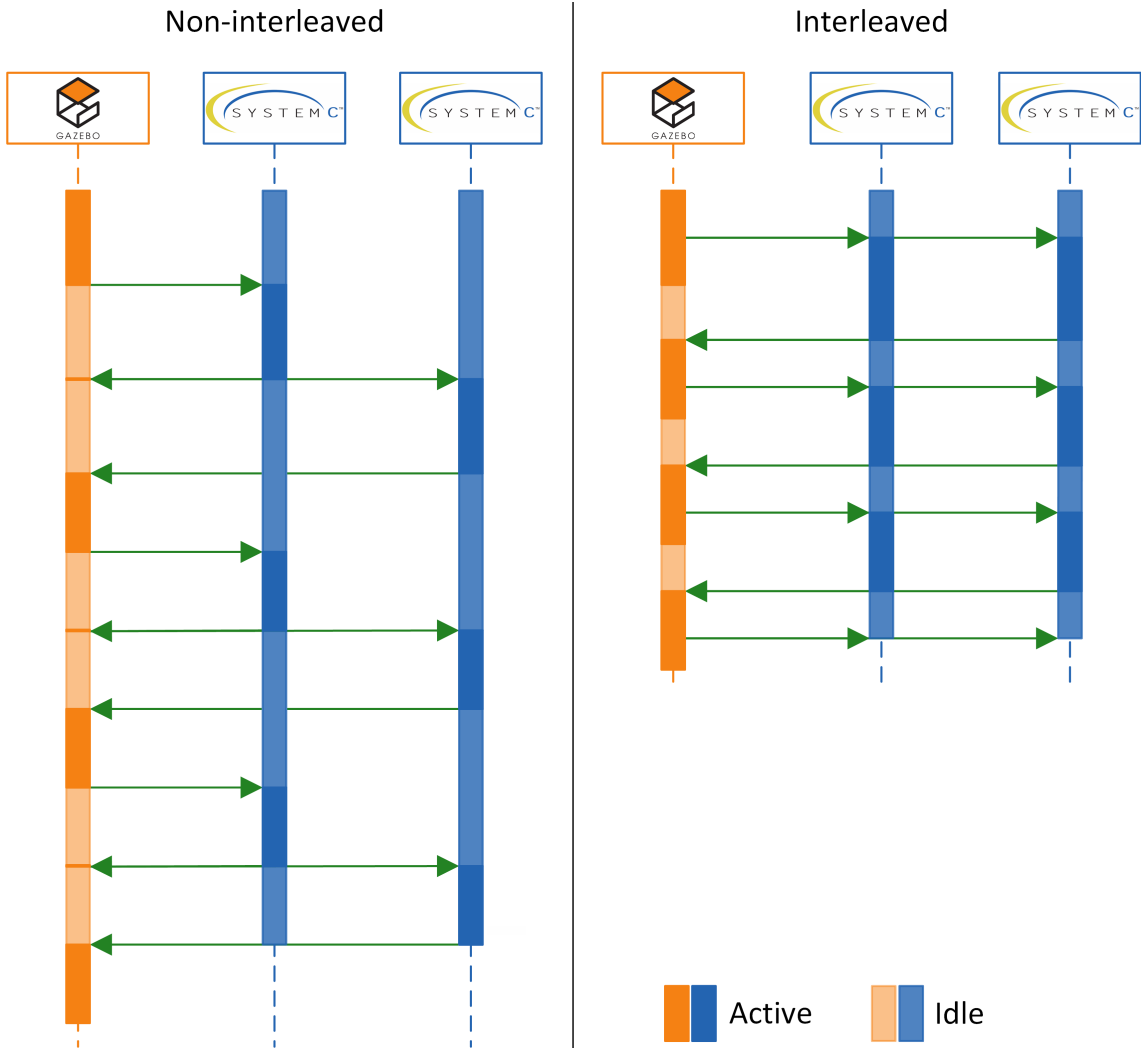 Non-interleaved
Interleaved
GAZEBO
SYSTEM C™
SYSTEM C™
GAZEBO
SYSTEM C™
SYSTEM C™
Active
Idle